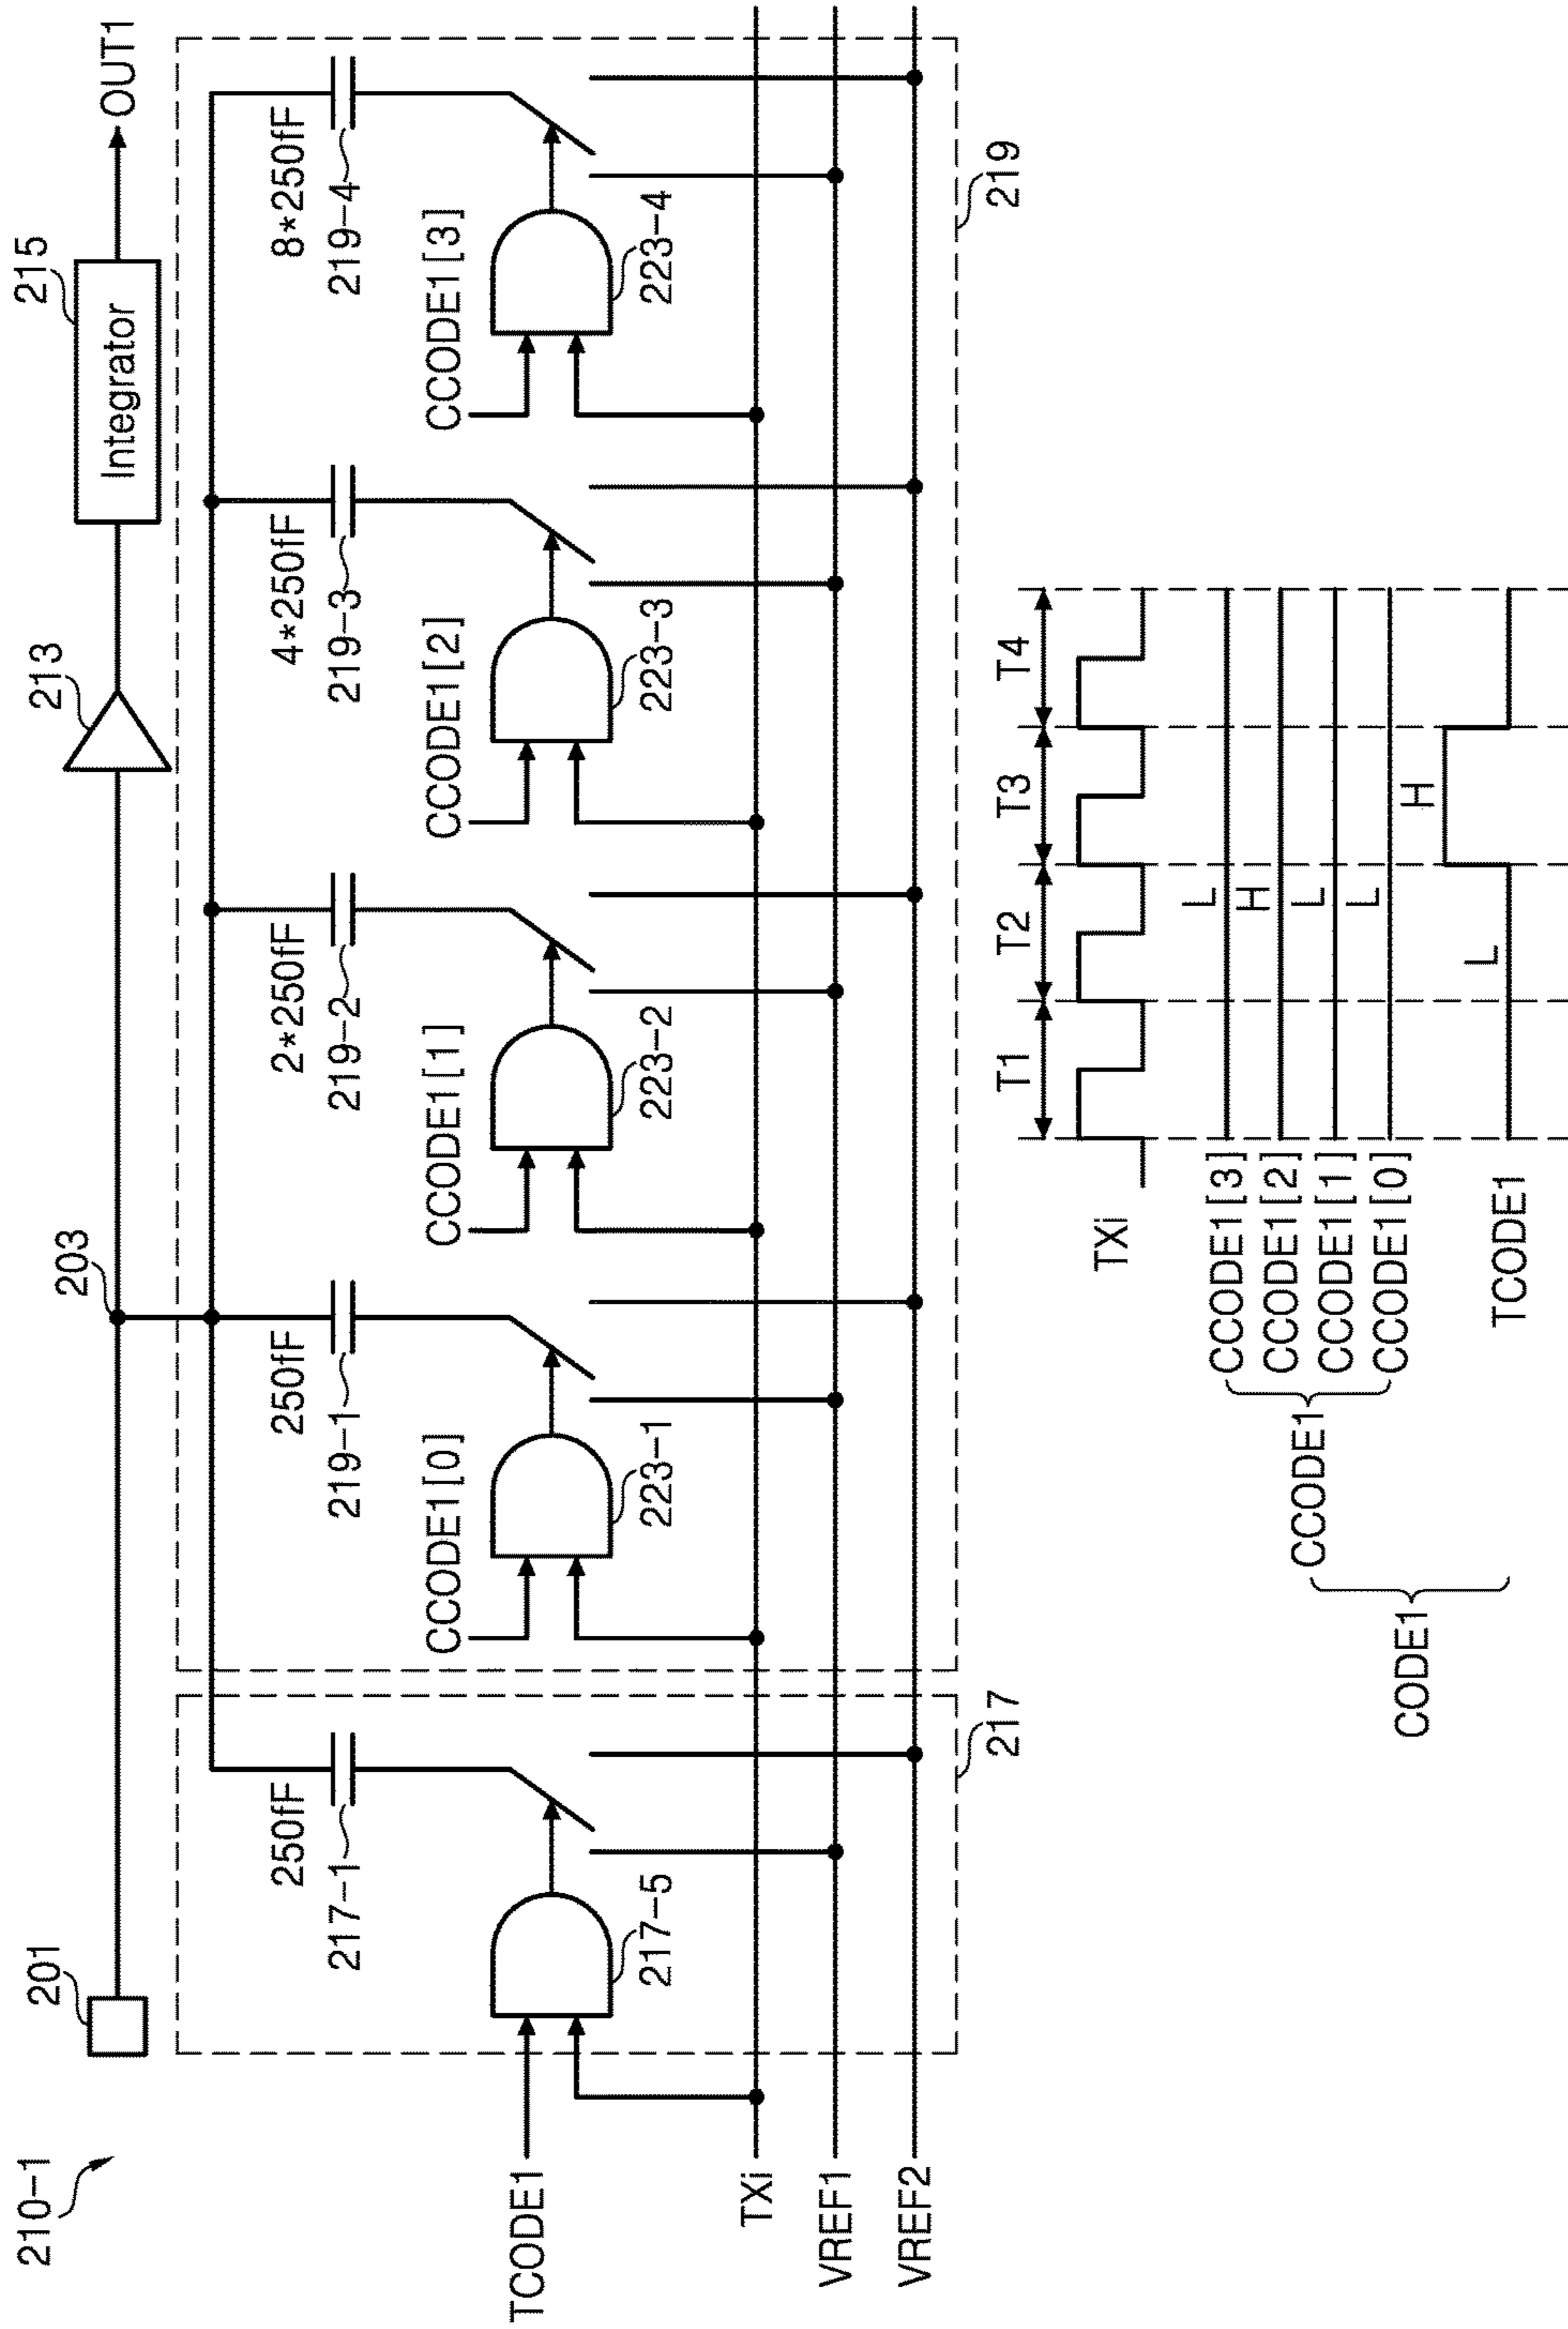 210-1
201
203
213
215
Integrator
OUT1
250fF
217-1
250fF
219-1
2*250fF
219-2
4*250fF
219-3
8*250fF
219-4
TCODE1
CCODE1[0]
CCODE1[1]
CCODE1[2]
CCODE1[3]
217-5
223-1
223-2
223-3
223-4
TXi
VREF1
VREF2
217
219
T1
T2
T3
T4
TXi
CCODE1[3]
L
CCODE1[2]
H
CCODE1[1]
L
CCODE1[0]
L
CCODE1
TCODE1
L
H
CODE1